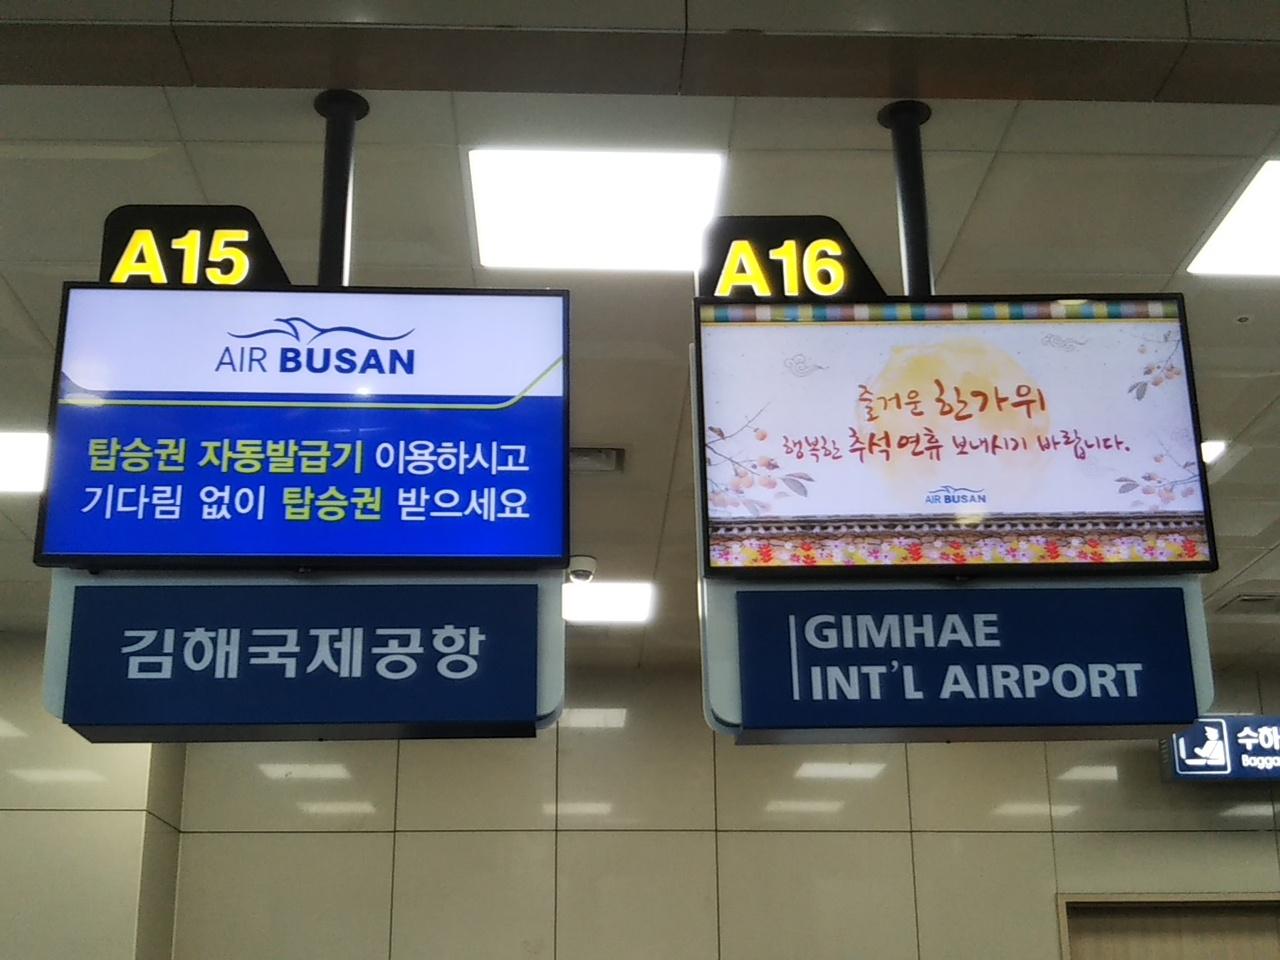 A15
AIR BUSAN
탑승권 자동발급기 이용하시고
기다림 없이 탑승권 받으세요
김해국제공항
A16
즐거운 한가위
행복한 추석 연휴 보내시기 바랍니다.
AIR BUSAN
GIMHAE
INT'L AIRPORT
수하
Bagga